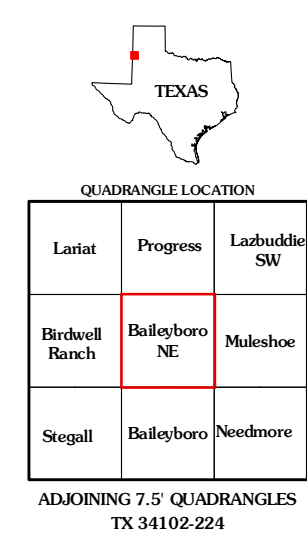 TEXAS
QUADRANGLE LOCATION
Lariat
Progress
Lazbuddie
SW
Birdwell
Ranch
Baileyboro
NE
Muleshoe
Stegall
Baileyboro
Needmore
ADJOINING 7.5' QUADRANGLES
TX 34102-224